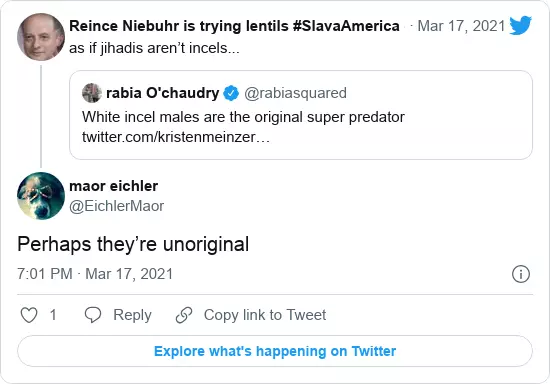 Reince Niebuhr is trying lentils #SlavaAmerica · Mar 17, 2021
as if jihadis aren’t incels...
rabia O'chaudry @rabiasquared
White incel males are the original super predator
twitter.com/kristenmeinzer…
maor eichler
@EichlerMaor
Perhaps they’re unoriginal
7:01 PM · Mar 17, 2021
1 Reply Copy link to Tweet
Explore what's happening on Twitter